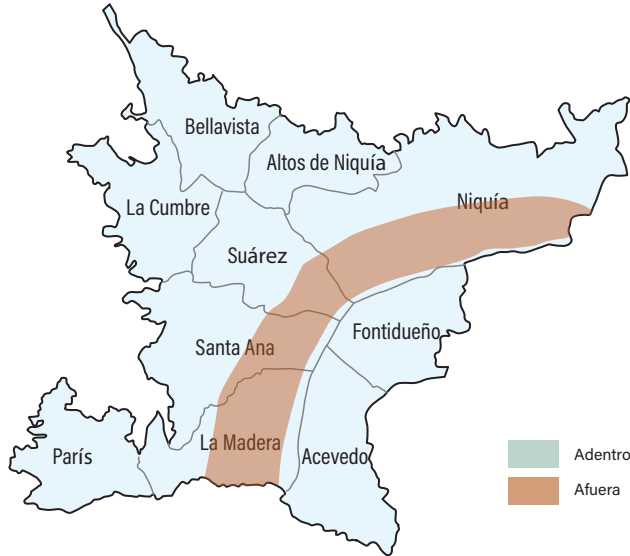 Bellavista
Altos de Niquía
La Cumbre
Niquía
Suárez
Fontidueño
Santa Ana
La Madera
París
Acevedo
Adentro
Afuera